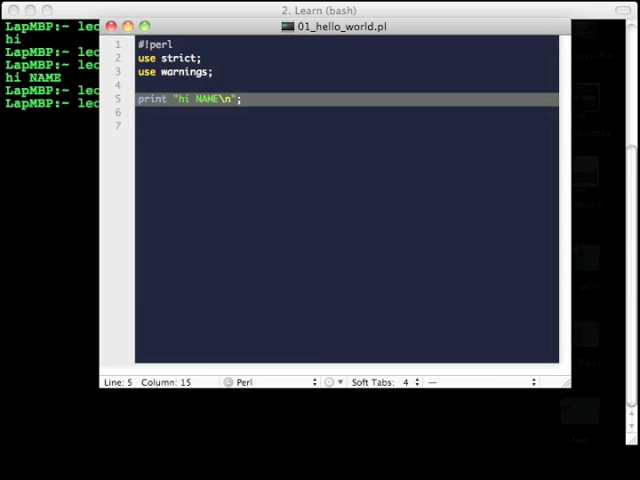 2. Learn (bash)
LapMBP:~ lec
hi
LapMBP:~ lec
LapMBP:~ lec
hi NAME
LapMBP:~ lec
LapMBP:~ lec
01_hello_world.pl
1 #!perl
2 use strict;
3 use warnings;
4
5 print "hi NAME\n";
6
7
Line: 5 Column: 15 Perl Soft Tabs: 4 —